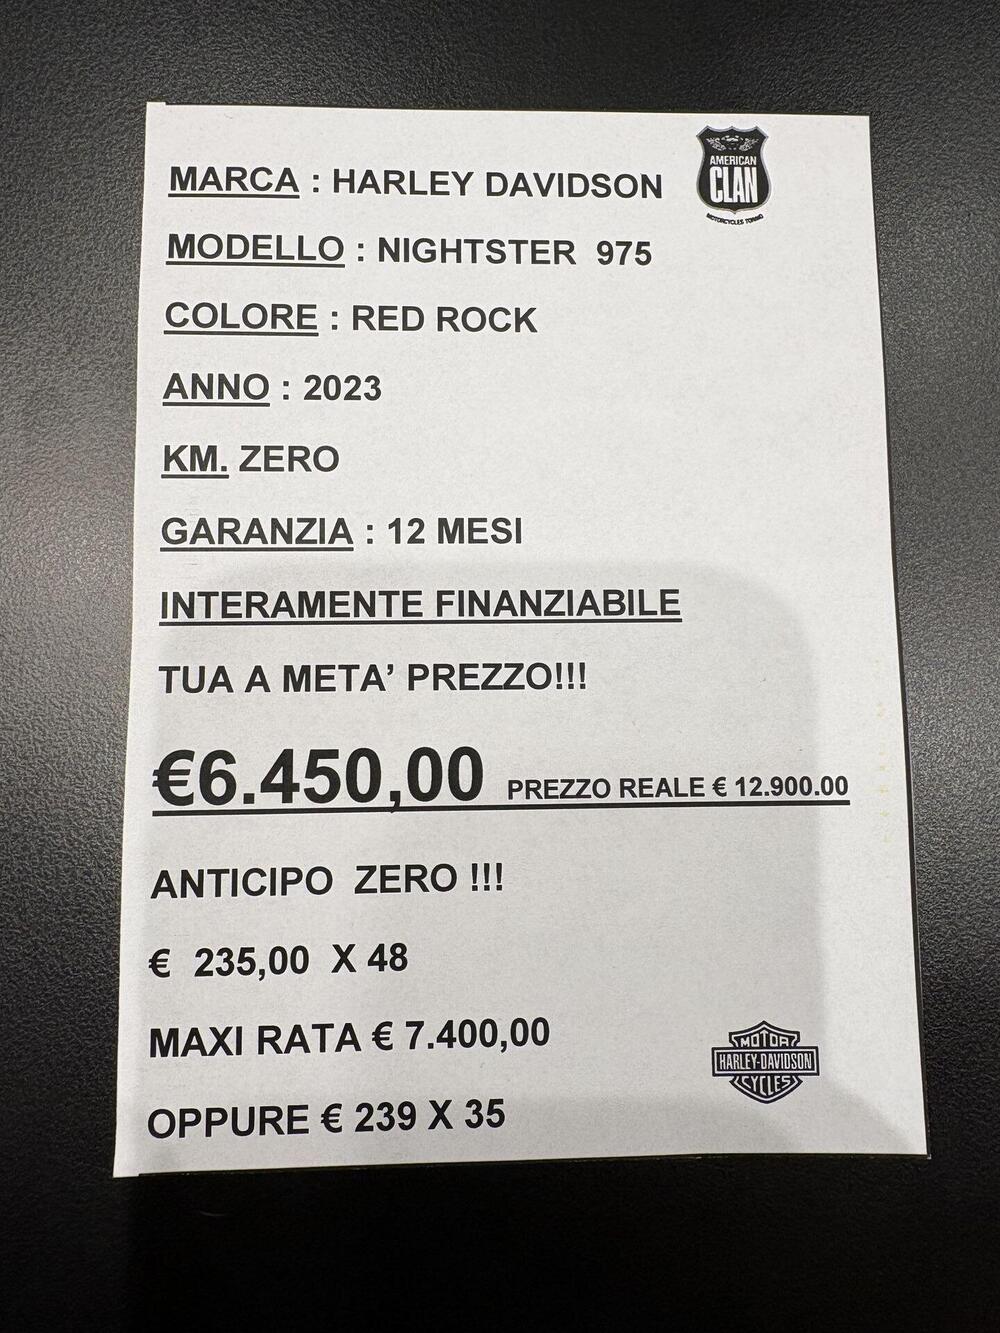 AMERICAN
CLAN
MOTORCYCLES TORINO
MARCA : HARLEY DAVIDSON
MODELLO : NIGHTSTER 975
COLORE : RED ROCK
ANNO : 2023
KM. ZERO
GARANZIA : 12 MESI
INTERAMENTE FINANZIABILE
TUA A META’ PREZZO!!!
€6.450,00 PREZZO REALE € 12.900.00
ANTICIPO ZERO !!!
€ 235,00 X 48
MAXI RATA € 7.400,00
OPPURE € 239 X 35
MOTOR
HARLEY-DAVIDSON
CYCLES